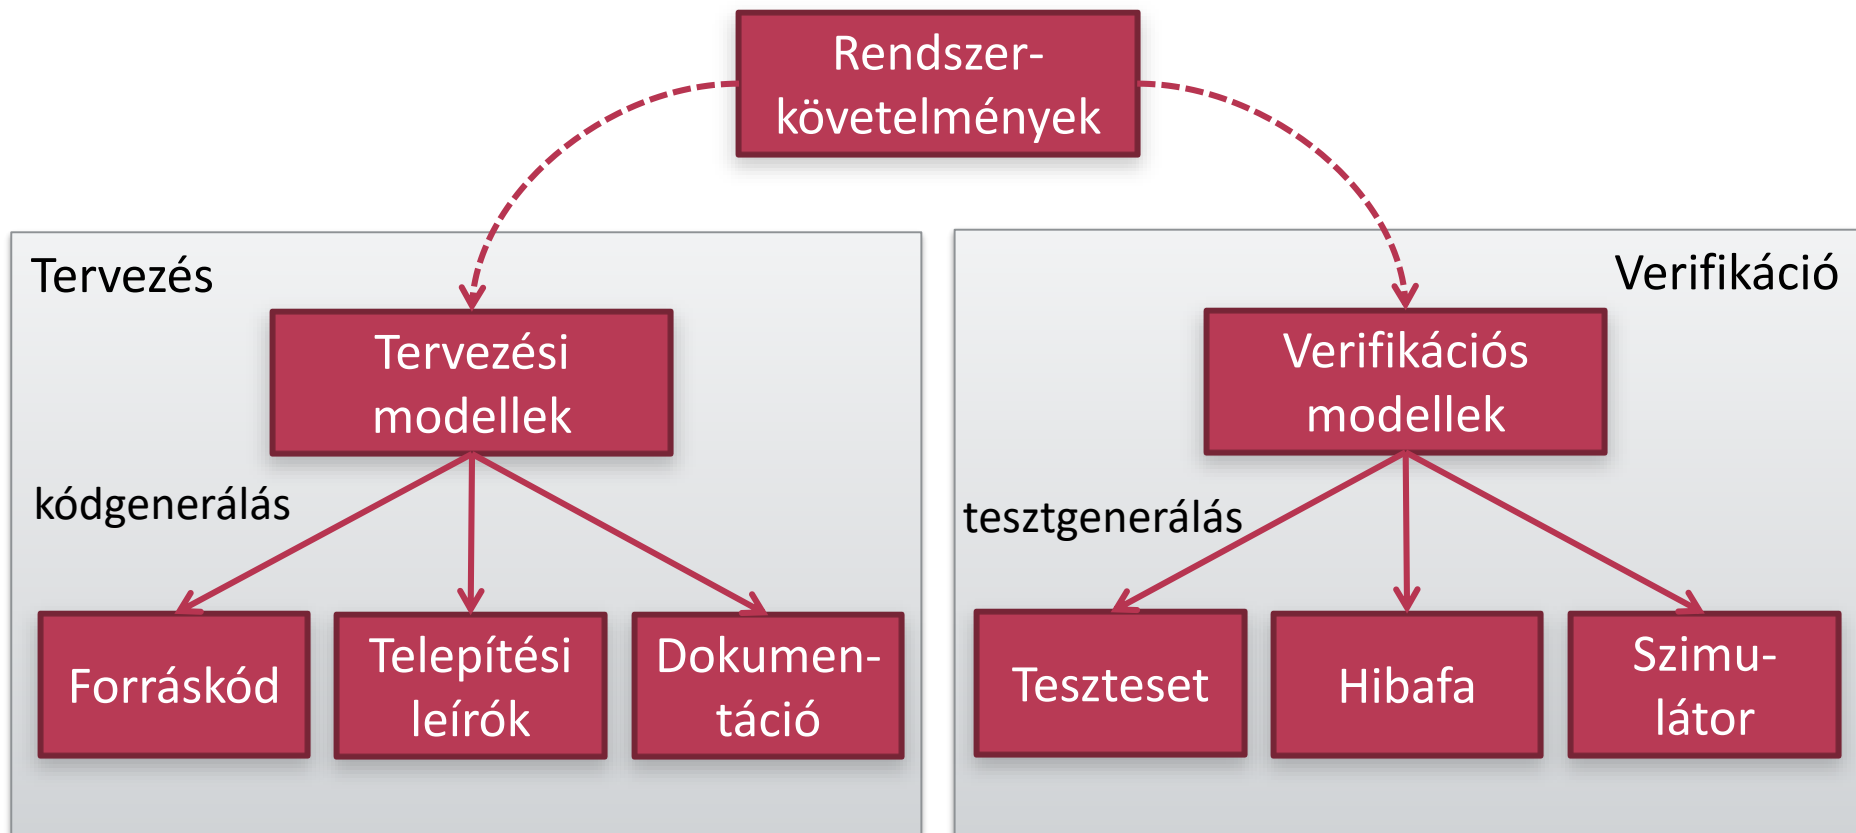 Rendszer-
követelmények
Tervezés
Tervezési
modellek
kódgenerálás
Forráskód
Telepítési
leírók
Dokumen-
táció
Verifikáció
Verifikációs
modellek
tesztgenerálás
Teszteset
Hibafa
Szimu-
látor